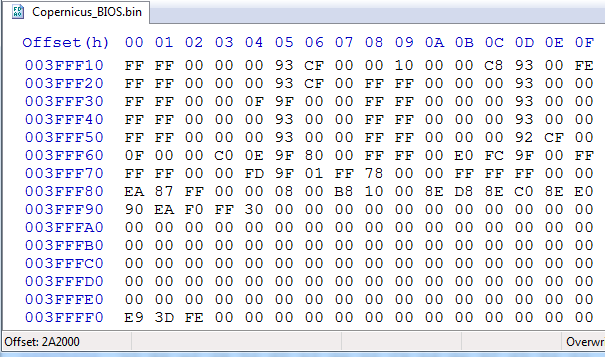 Copernicus_BIOS.bin
Offset(h) 00 01 02 03 04 05 06 07 08 09 0A 0B 0C 0D 0E 0F
003FFF10 FF FF 00 00 00 93 CF 00 00 10 00 00 C8 93 00 FE
003FFF20 FF FF 00 00 00 93 CF 00 FF FF 00 00 00 93 00 00
003FFF30 FF FF 00 00 0F 9F 00 00 FF FF 00 00 00 93 00 00
003FFF40 FF FF 00 00 00 93 00 00 FF FF 00 00 00 93 00 00
003FFF50 FF FF 00 00 00 93 00 00 FF FF 00 00 00 92 CF 00
003FFF60 0F 00 00 C0 0E 9F 80 00 FF FF 00 E0 FC 9F 00 FF
003FFF70 FF FF 00 00 FD 9F 01 FF 78 00 00 FF FF FF 00 00
003FFF80 EA 87 FF 00 00 08 00 B8 10 00 8E D8 8E C0 8E E0
003FFF90 90 EA F0 FF 30 00 00 00 00 00 00 00 00 00 00 00
003FFFA0 00 00 00 00 00 00 00 00 00 00 00 00 00 00 00 00
003FFFB0 00 00 00 00 00 00 00 00 00 00 00 00 00 00 00 00
003FFFC0 00 00 00 00 00 00 00 00 00 00 00 00 00 00 00 00
003FFFD0 00 00 00 00 00 00 00 00 00 00 00 00 00 00 00 00
003FFFE0 00 00 00 00 00 00 00 00 00 00 00 00 00 00 00 00
003FFFF0 E9 3D FE 00 00 00 00 00 00 00 00 00 00 00 00 00
Offset: 2A2000 Overwr